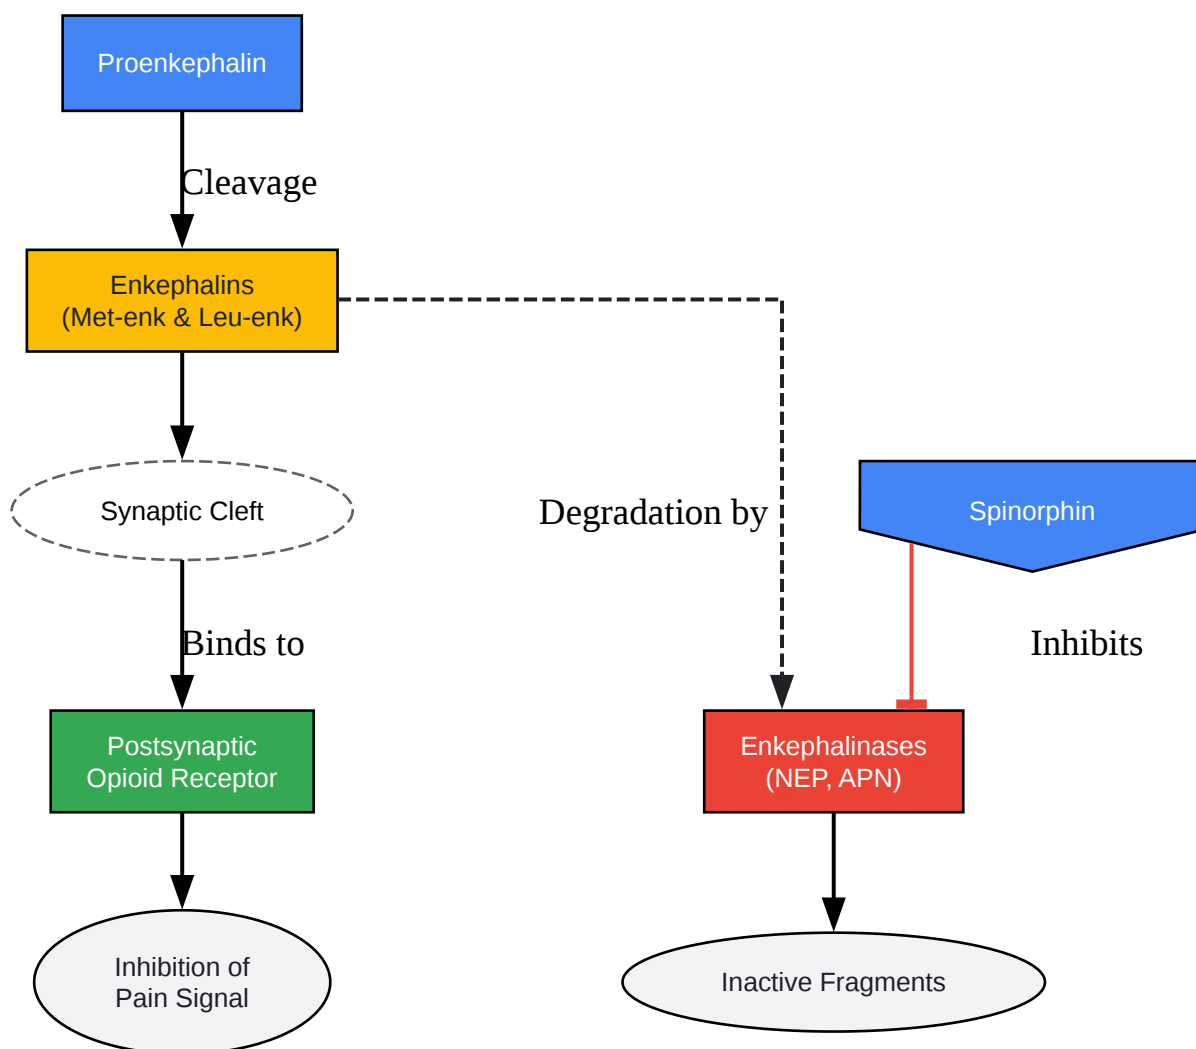 Proenkephalin
Cleavage
Enkephalins
(Met-enk & Leu-enk)
Synaptic Cleft
Degradation by
Spinorphin
Binds to
Inhibits
Postsynaptic
Opioid Receptor
Enkephalinases
(NEP, APN)
Inhibition of
Pain Signal
Inactive Fragments